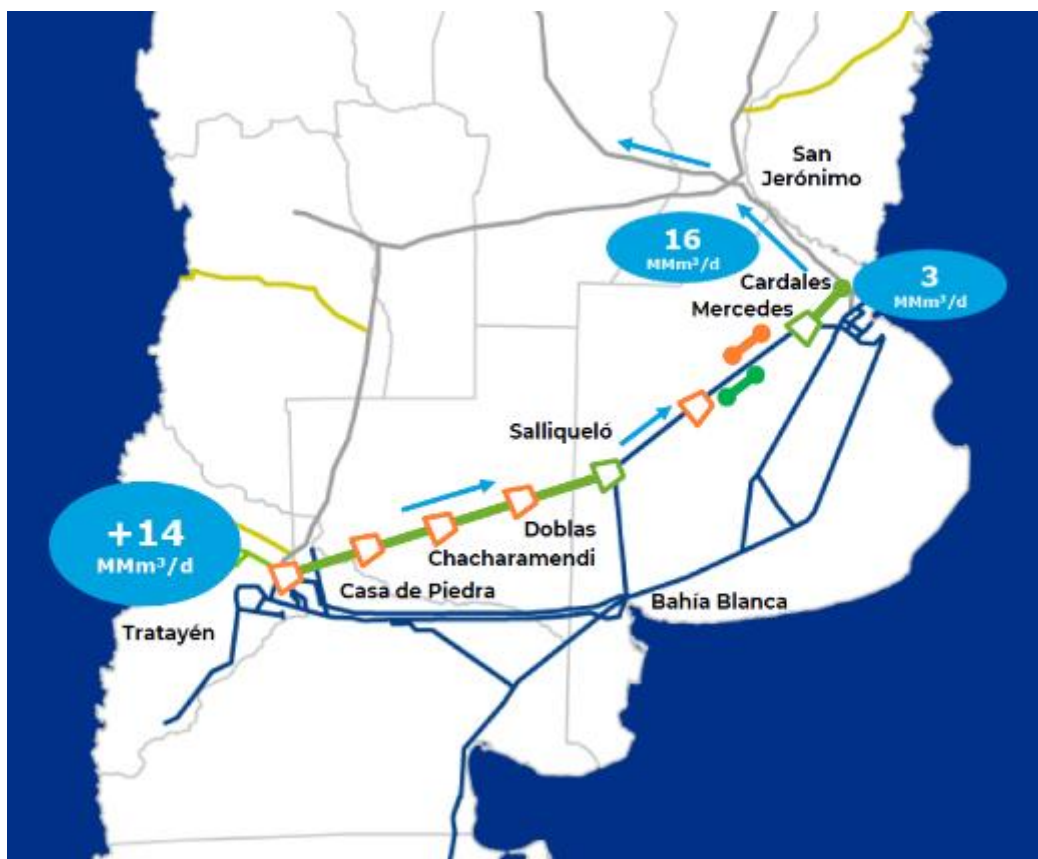 San
Jerónimo
16
MMm³/d
Cardales
3
MMm³/d
Mercedes
Salliqueló
+14
MMm³/d
Doblas
Chacharamendi
Casa de Piedra
Bahía Blanca
Tratayén